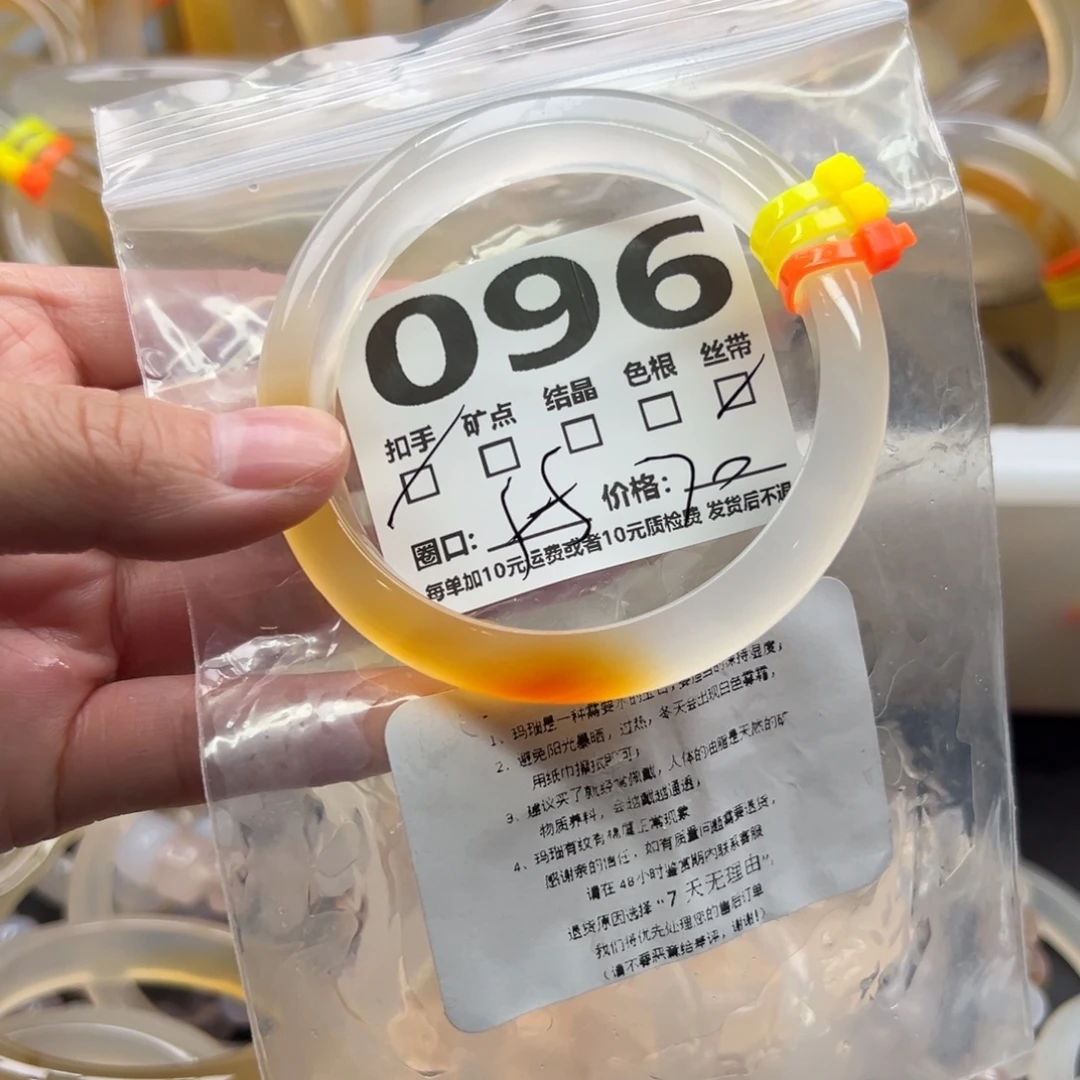 096
扣手 矿点 结晶 色根 丝带
圈口: 58 价格: 70
每单加10元运费或者10元质检费 发货后不退
1、玛瑙是一种需要水的宝石,要适当的保持湿度,
2、避免阳光暴晒,过热,冬天会出现白色雾霜,
用纸巾擦拭即可;
3、建议买了就经常佩戴,人体的油脂是天然的矿
物质养料,会越戴越通透,
4、玛瑙有纹有棉属正常现象
感谢亲的信任,如有质量问题需要退货,
请在48小时鉴赏期内联系客服
退货原因选择“7天无理由”,
我们将优先处理您的售后订单
(请不要恶意给差评,谢谢!)